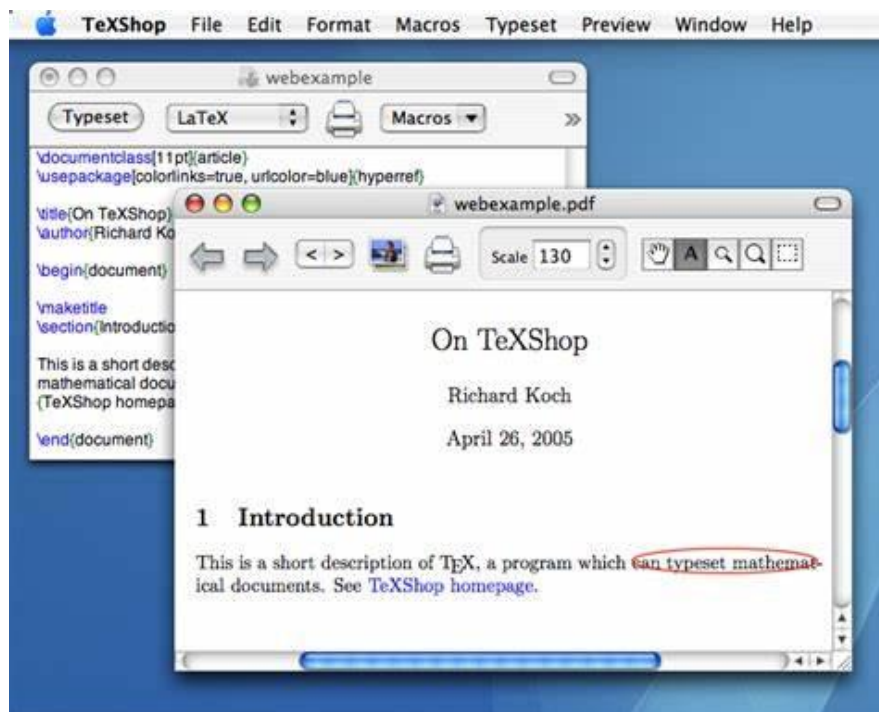 TeXShop File Edit Format Macros Typeset Preview Window Help
webexample
Typeset LaTeX Macros »
\documentclass[11pt]{article}
\usepackage[colorlinks=true, urlcolor=blue]{hyperref}
\title{On TeXShop}
\author{Richard Ko
\begin{document}
\maketitle
\section{Introductio
This is a short desc
mathematical docu
{TeXShop homepa
\end{document}
webexample.pdf
< > Scale 130 A
On TeXShop
Richard Koch
April 26, 2005
1 Introduction
This is a short description of TEX, a program which can typeset mathemat-
ical documents. See TeXShop homepage.